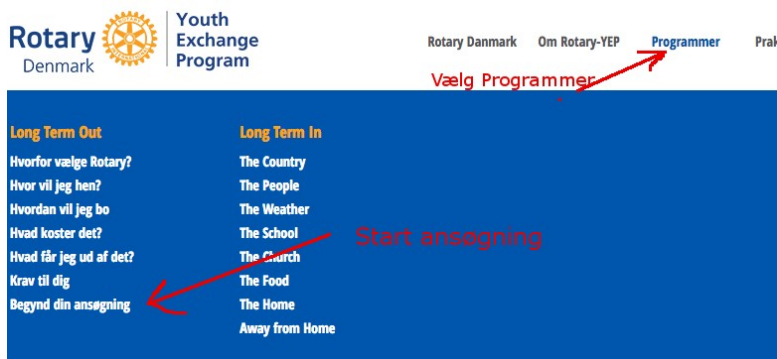 Rotary
Denmark
Youth
Exchange
Program
Rotary Danmark Om Rotary-YEP Programmer Prak
Vælg Programmer
Long Term Out
Hvorfor vælge Rotary?
Hvor vil jeg hen?
Hvordan vil jeg bo
Hvad koster det?
Hvad får jeg ud af det?
Krav til dig
Begynd din ansøgning
Long Term In
The Country
The People
The Weather
The School
The Church
The Food
The Home
Away from Home
Start ansøgning